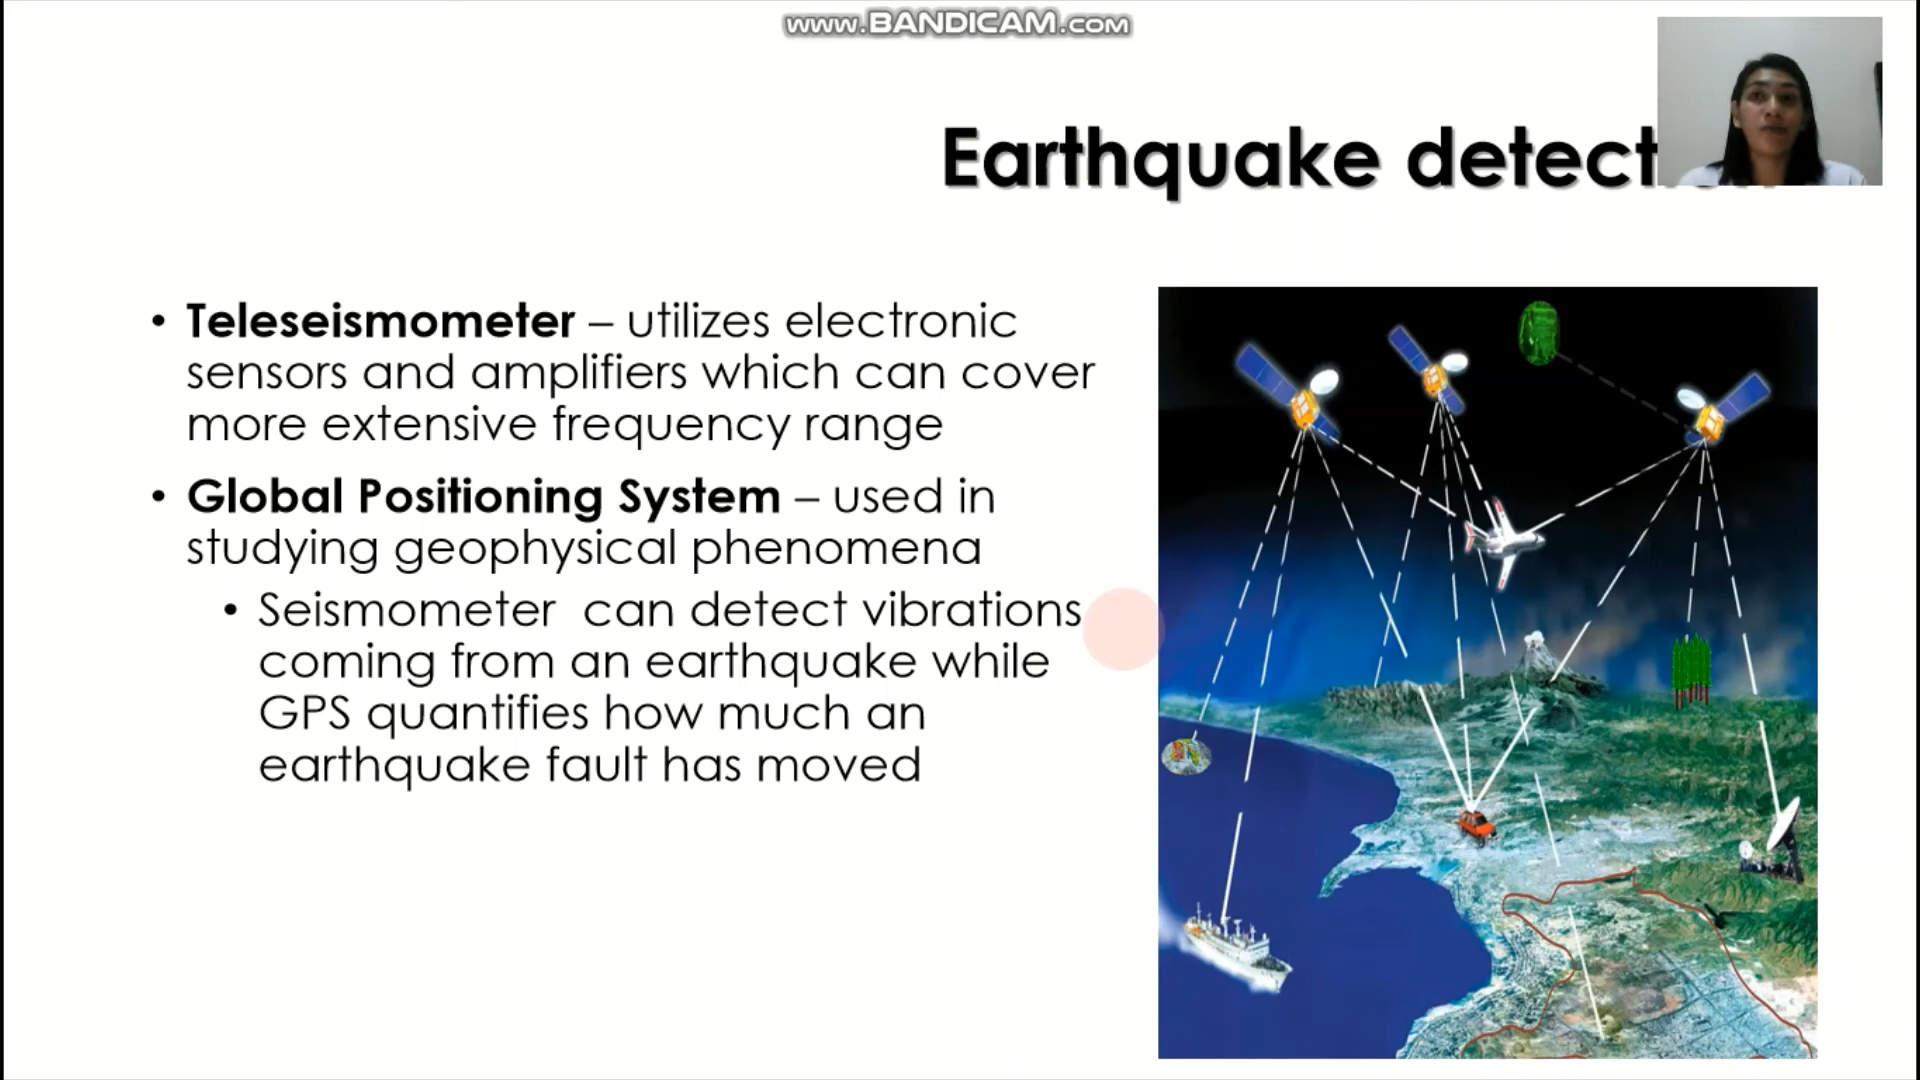 www.BANDICAM.com
Earthquake detect
• Teleseismometer – utilizes electronic
sensors and amplifiers which can cover
more extensive frequency range
• Global Positioning System – used in
studying geophysical phenomena
• Seismometer can detect vibrations
coming from an earthquake while
GPS quantifies how much an
earthquake fault has moved